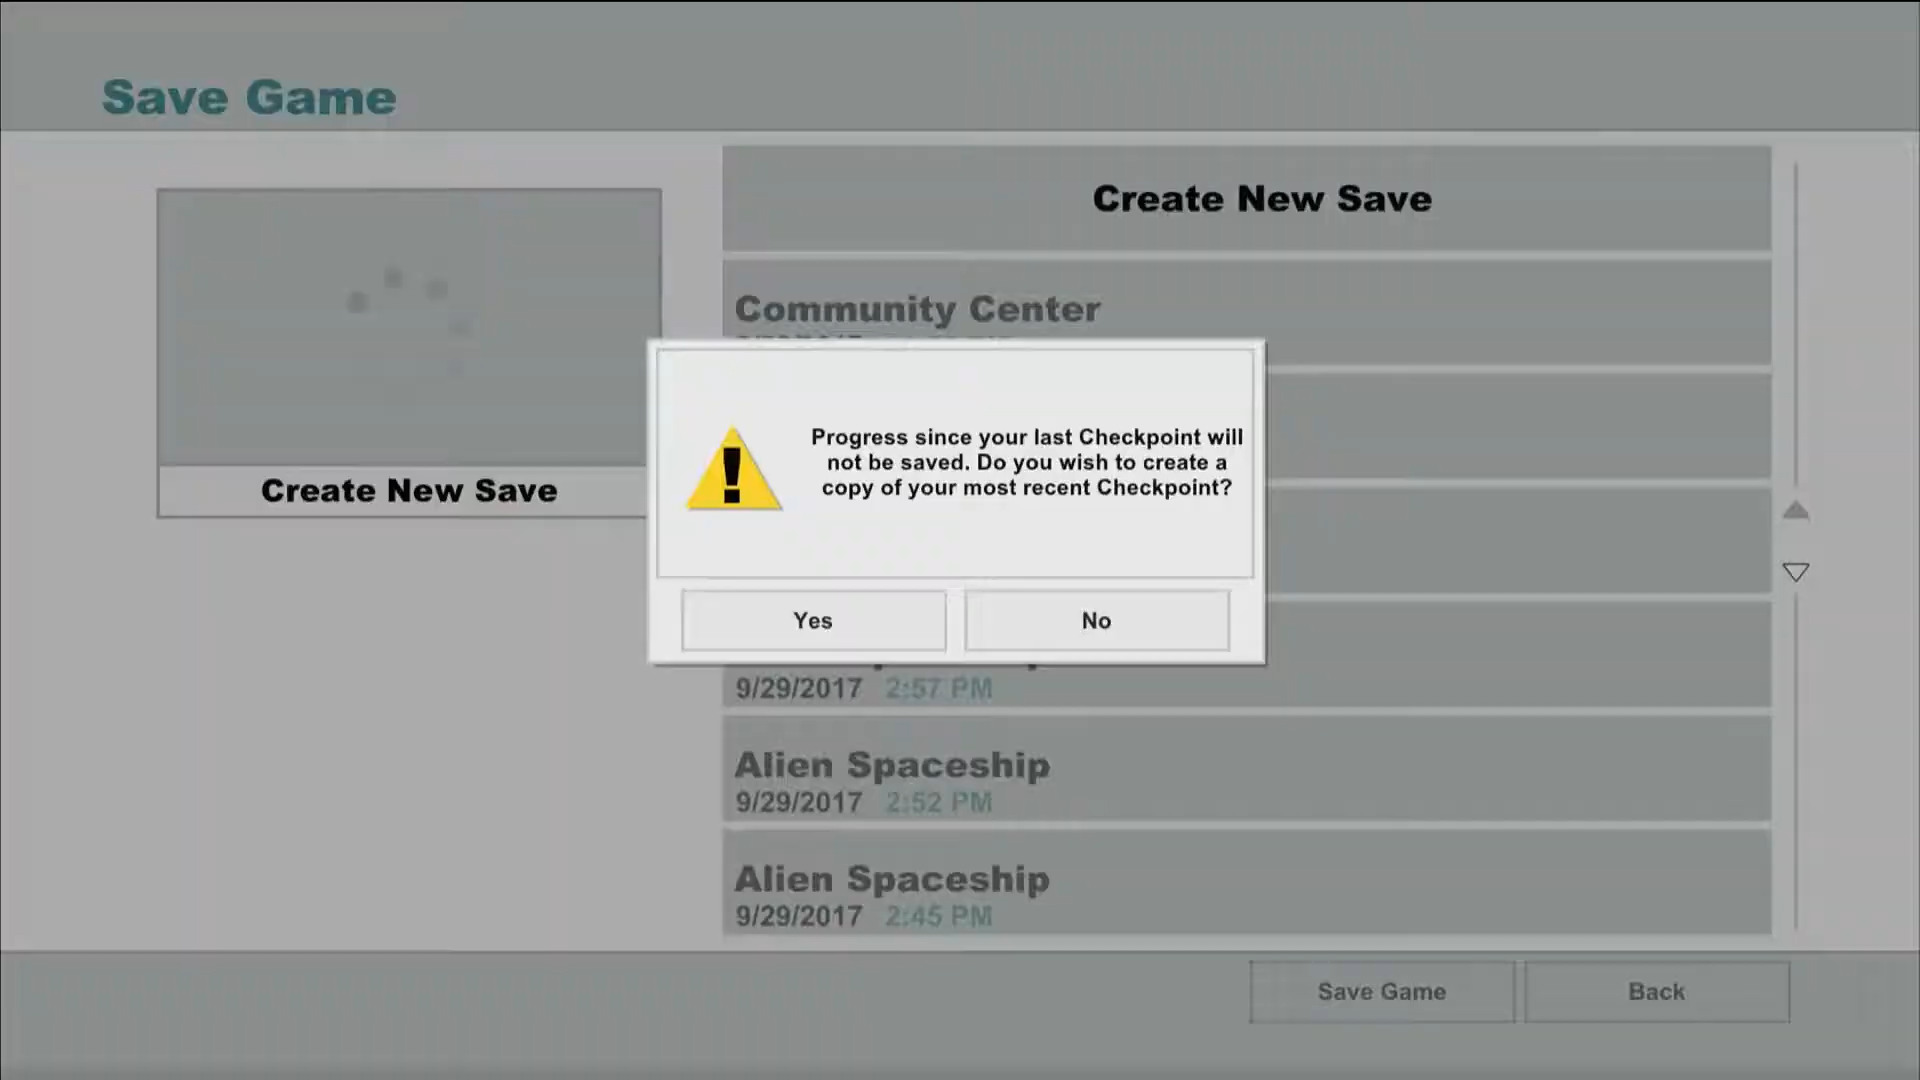 Save Game
Create New Save
Community Center
Create New Save
Progress since your last Checkpoint will
not be saved. Do you wish to create a
copy of your most recent Checkpoint?
Yes
No
9/29/2017 2:57 PM
Alien Spaceship
9/29/2017 2:52 PM
Alien Spaceship
9/29/2017 2:45 PM
Save Game
Back